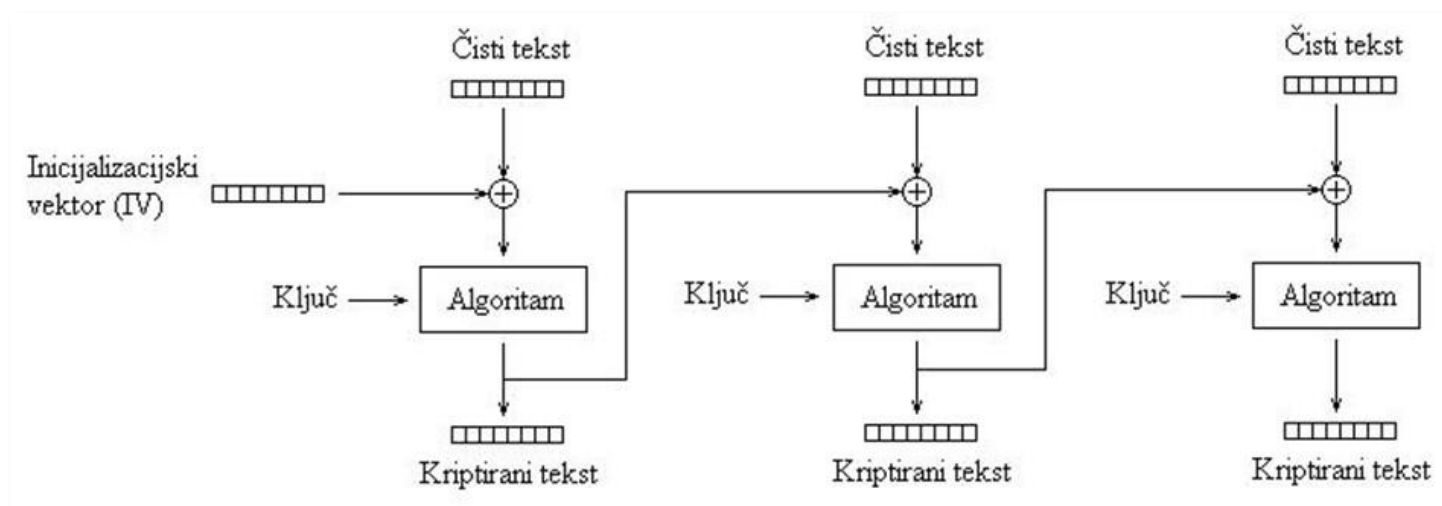 Čisti tekst
Čisti tekst
Čisti tekst
Inicijalizacijski
vektor (IV)
Ključ
Algoritam
Ključ
Algoritam
Ključ
Algoritam
Kriptirani tekst
Kriptirani tekst
Kriptirani tekst